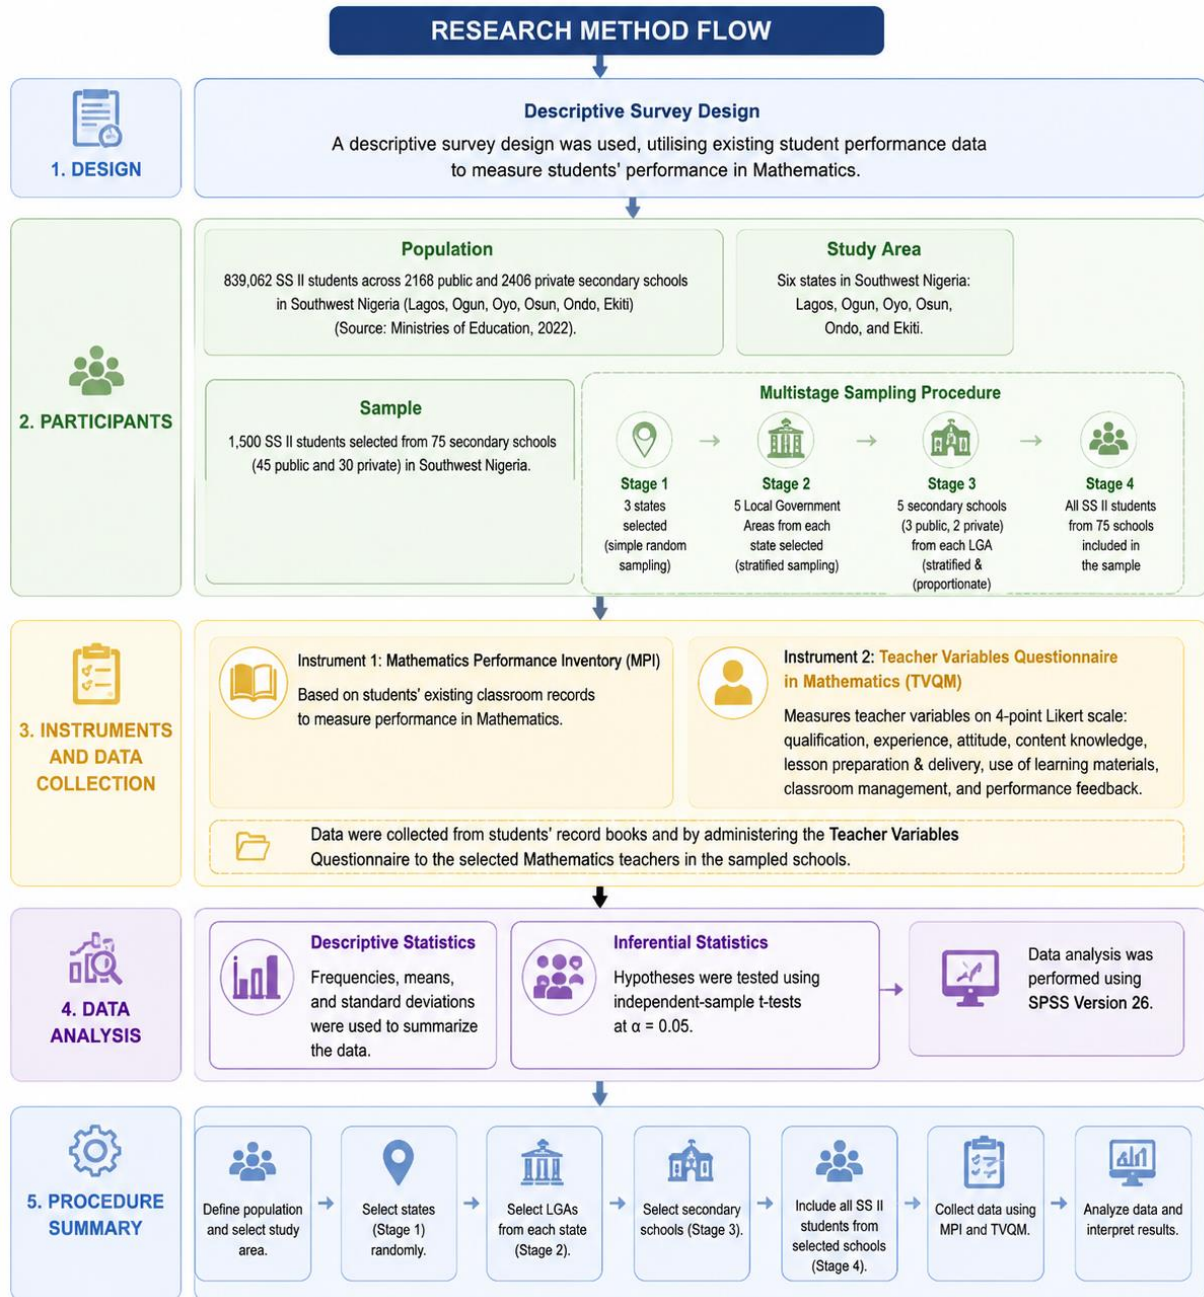 RESEARCH METHOD FLOW
1. DESIGN
Descriptive Survey Design
A descriptive survey design was used, utilising existing student performance data
to measure students' performance in Mathematics.
2. PARTICIPANTS
Population
839,062 SS II students across 2168 public and 2406 private secondary schools
in Southwest Nigeria (Lagos, Ogun, Oyo, Osun, Ondo, Ekiti)
(Source: Ministries of Education, 2022).
Study Area
Six states in Southwest Nigeria:
Lagos, Ogun, Oyo, Osun,
Ondo, and Ekiti.
Sample
1,500 SS II students selected from 75 secondary schools
(45 public and 30 private) in Southwest Nigeria.
Multistage Sampling Procedure
Stage 1
3 states
selected
(simple random
sampling)
Stage 2
5 Local Government
Areas from each
state selected
(stratified sampling)
Stage 3
5 secondary schools
(3 public, 2 private)
from each LGA
(stratified &
(proportionate)
Stage 4
All SS II students
from 75 schools
included in
the sample
3. INSTRUMENTS
AND DATA
COLLECTION
Instrument 1: Mathematics Performance Inventory (MPI)
Based on students' existing classroom records
to measure performance in Mathematics.
Instrument 2: Teacher Variables Questionnaire
in Mathematics (TVQM)
Measures teacher variables on 4-point Likert scale:
qualification, experience, attitude, content knowledge,
lesson preparation & delivery, use of learning materials,
classroom management, and performance feedback.
Data were collected from students' record books and by administering the Teacher Variables
Questionnaire to the selected Mathematics teachers in the sampled schools.
4. DATA
ANALYSIS
Descriptive Statistics
Frequencies, means,
and standard deviations
were used to summarize
the data.
Inferential Statistics
Hypotheses were tested using
independent-sample t-tests
at α = 0.05.
Data analysis was
performed using
SPSS Version 26.
5. PROCEDURE
SUMMARY
Define population
and select study
area.
Select states
(Stage 1)
randomly.
Select LGAs
from each state
(Stage 2).
Select secondary
schools (Stage 3).
Include all SS II
students from
selected schools
(Stage 4).
Collect data using
MPI and TVQM.
Analyze data and
interpret results.